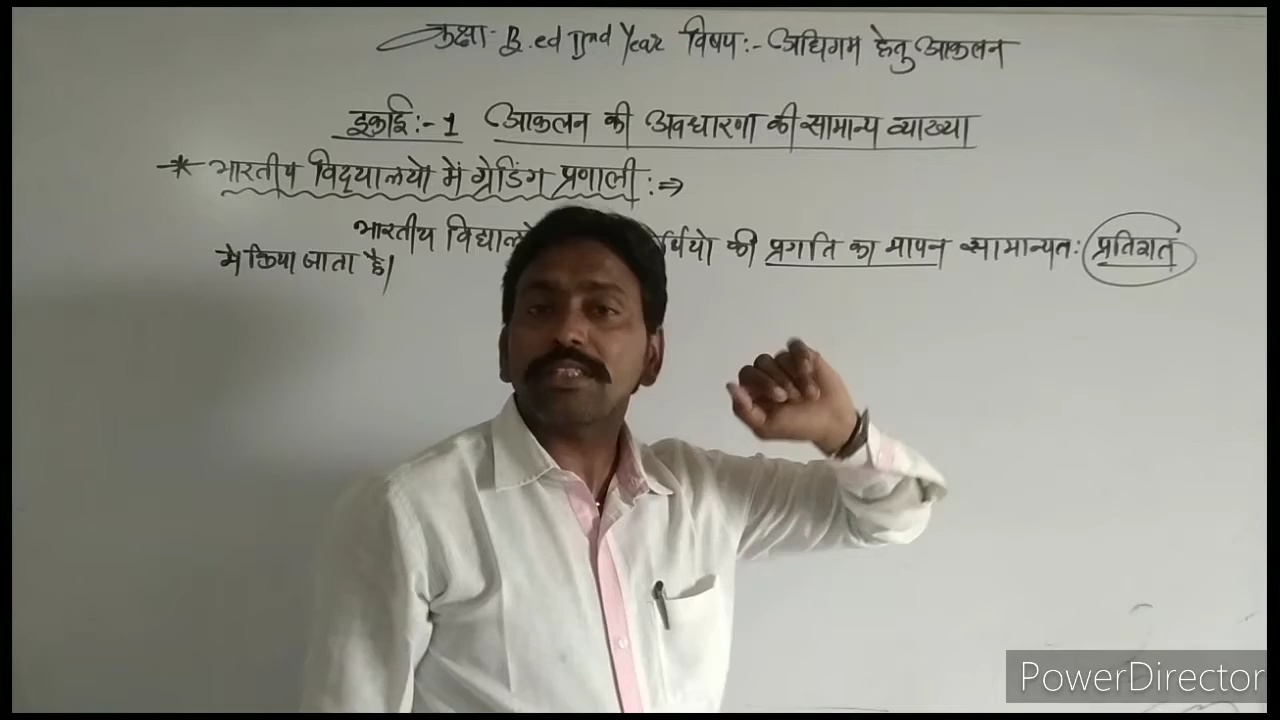 कक्षा- B.ed IInd Year विषय:- अधिगम हेतु आकलन
इकाई:- 1 आकलन की अवधारणा की सामान्य व्याख्या
* भारतीय विद्यालयो में ग्रेडिंग प्रणाली :⇒
भारतीय की प्रगति का मापन सामान्यत: प्रतिशत
मे किया जाता है।
PowerDirector